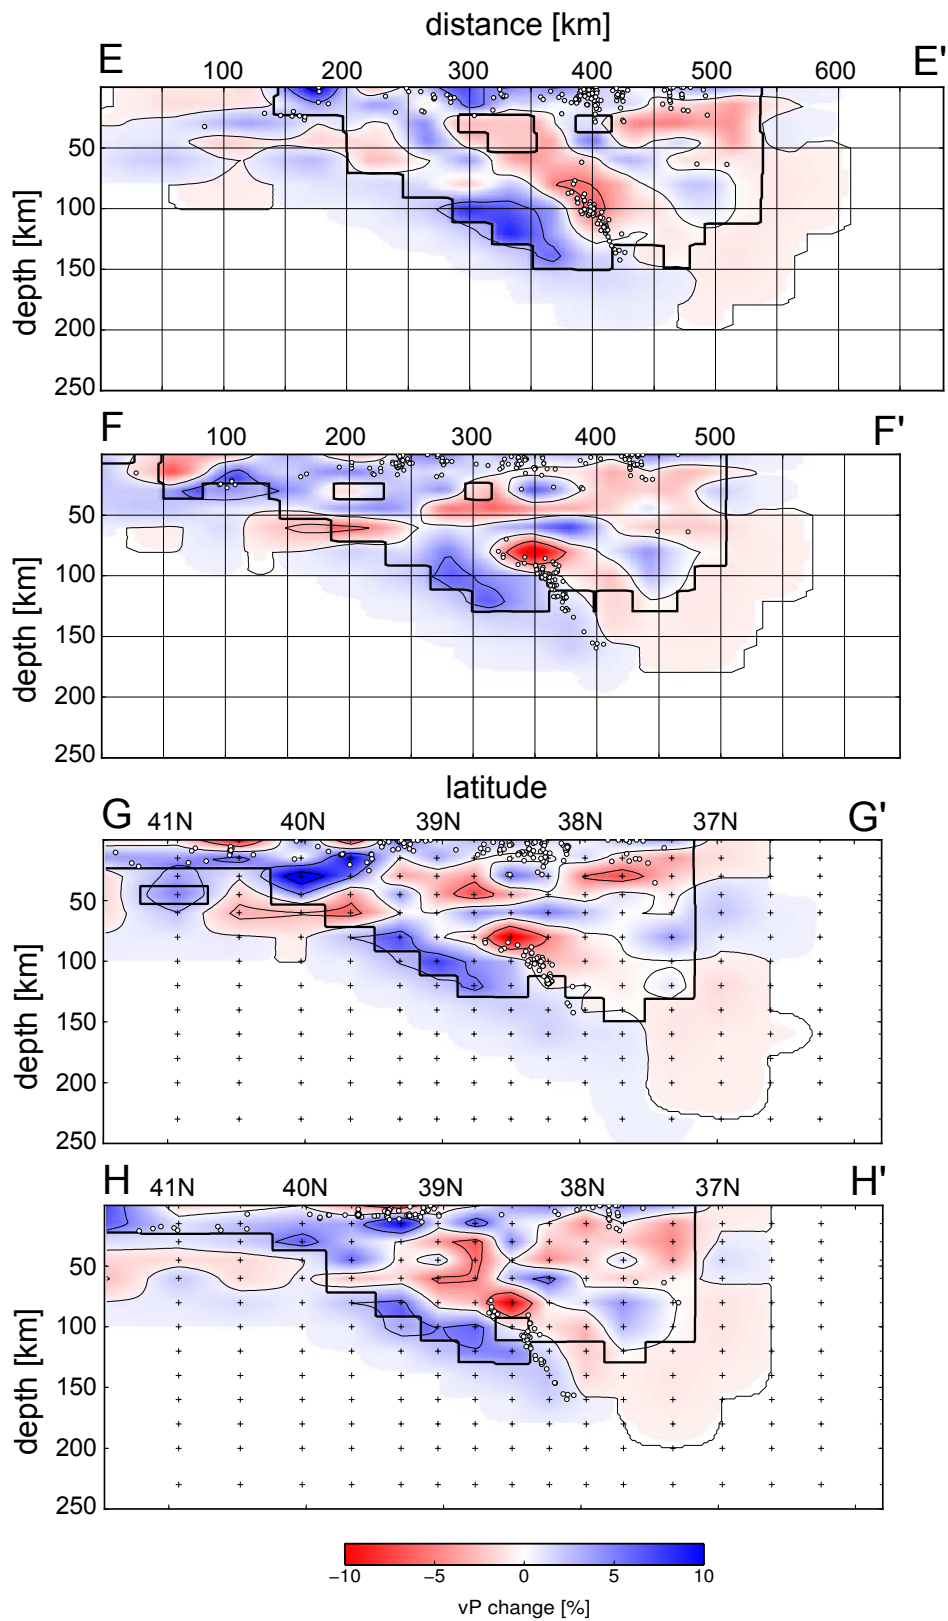 distance [km]
E 100 200 300 400 500 600 E'
50
100
150
200
250
depth [km]
F 100 200 300 400 500 F'
50
100
150
200
250
depth [km]
latitude
G 41N 40N 39N 38N 37N G'
50
100
150
200
250
depth [km]
H 41N 40N 39N 38N 37N H'
50
100
150
200
250
depth [km]
−10 −5 0 5 10
vP change [%]